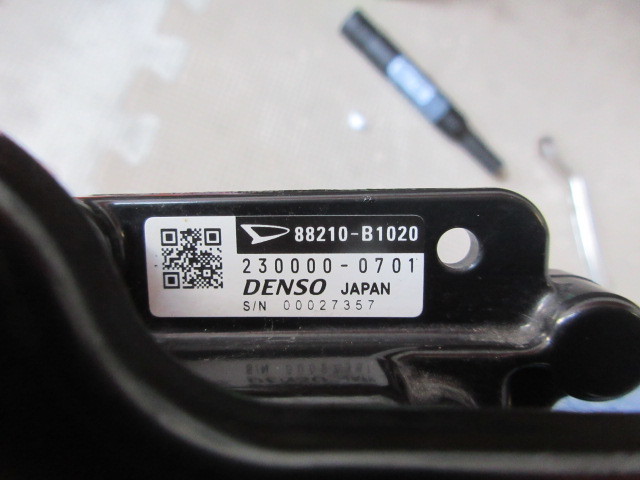 88210-B1020
230000-0701
DENSO JAPAN
S/N 00027357